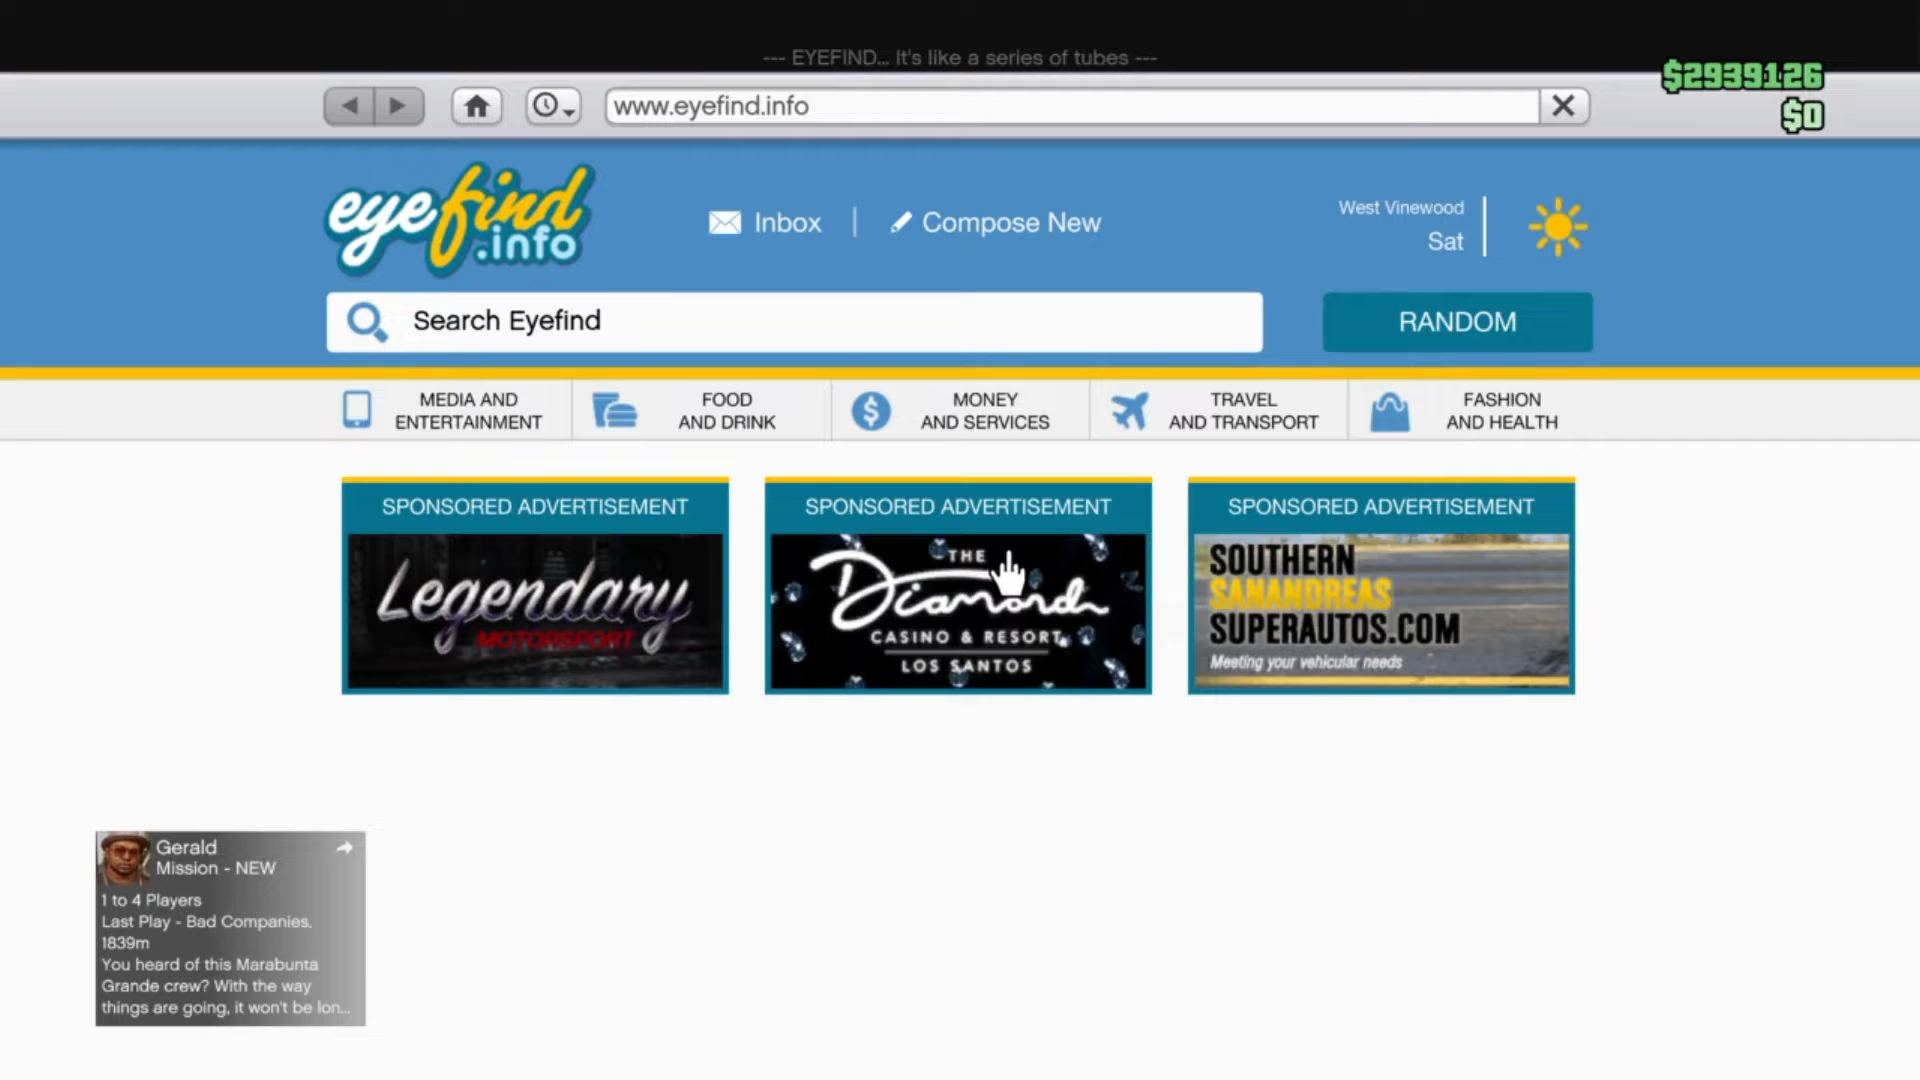 --- EYEFIND... It's like a series of tubes ---
$2939126
www.eyefind.info
$0
eyefind
.info
Inbox
Compose New
West Vinewood
Sat
Search Eyefind
RANDOM
MEDIA AND
ENTERTAINMENT
FOOD
AND DRINK
MONEY
AND SERVICES
TRAVEL
AND TRANSPORT
FASHION
AND HEALTH
SPONSORED ADVERTISEMENT
Legendary
MOTORSPORT
SPONSORED ADVERTISEMENT
THE
Diamond
CASINO & RESORT
LOS SANTOS
SPONSORED ADVERTISEMENT
SOUTHERN
SANANDREAS
SUPERAUTOS.COM
Meeting your vehicular needs
Gerald
Mission - NEW
1 to 4 Players
Last Play - Bad Companies.
1839m
You heard of this Marabunta
Grande crew? With the way
things are going, it won't be lon...